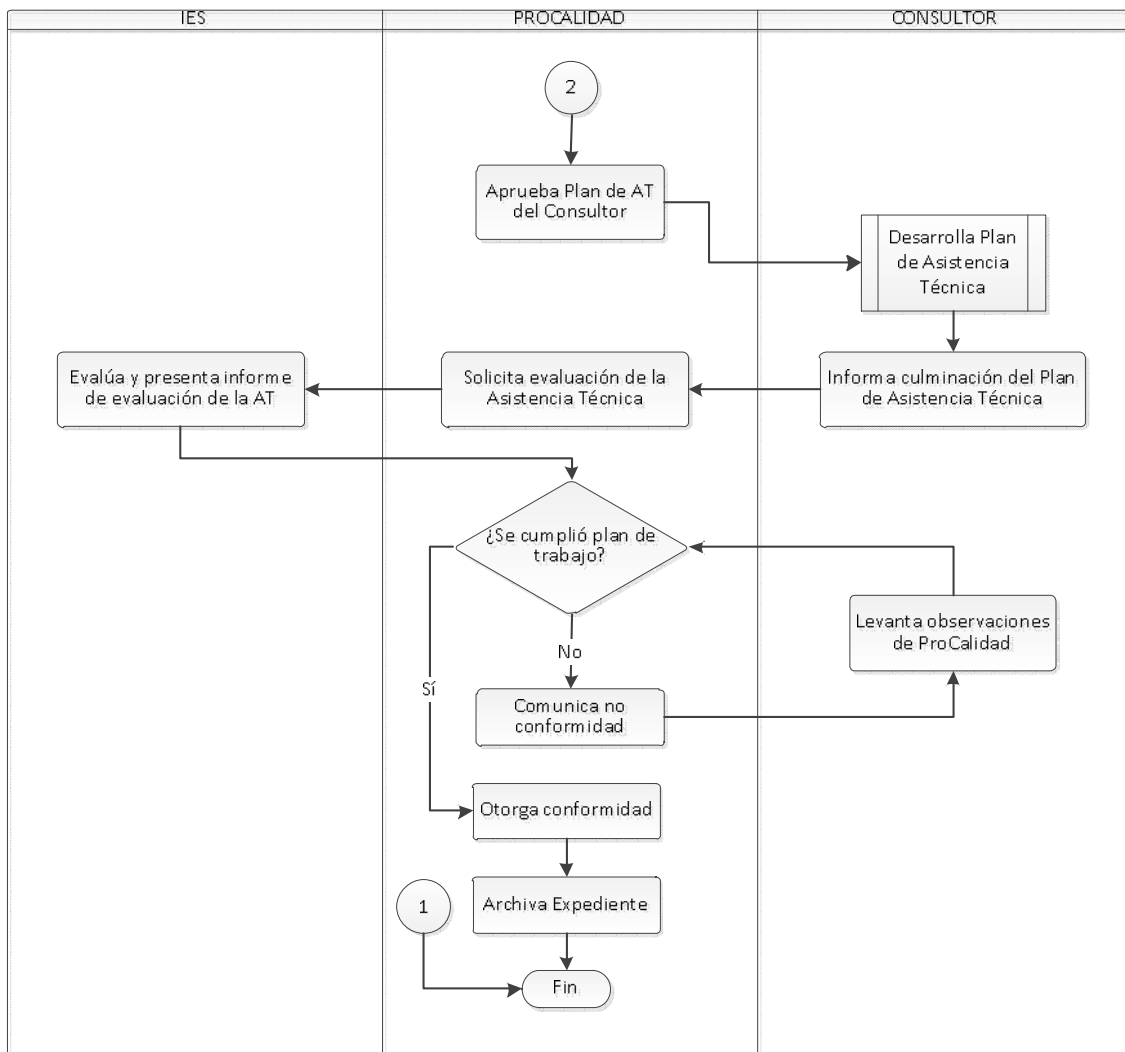 IES
PROCALIDAD
CONSULTOR
2
Aprueba Plan de AT
del Consultor
Desarrolla Plan
de Asistencia
Técnica
Evalúa y presenta informe
de evaluación de la AT
Solicita evaluación de la
Asistencia Técnica
Informa culminación del Plan
de Asistencia Técnica
¿Se cumplió plan de
trabajo?
Levanta observaciones
de ProCalidad
No
Sí
Comunica no
conformidad
Otorga conformidad
Archiva Expediente
1
Fin